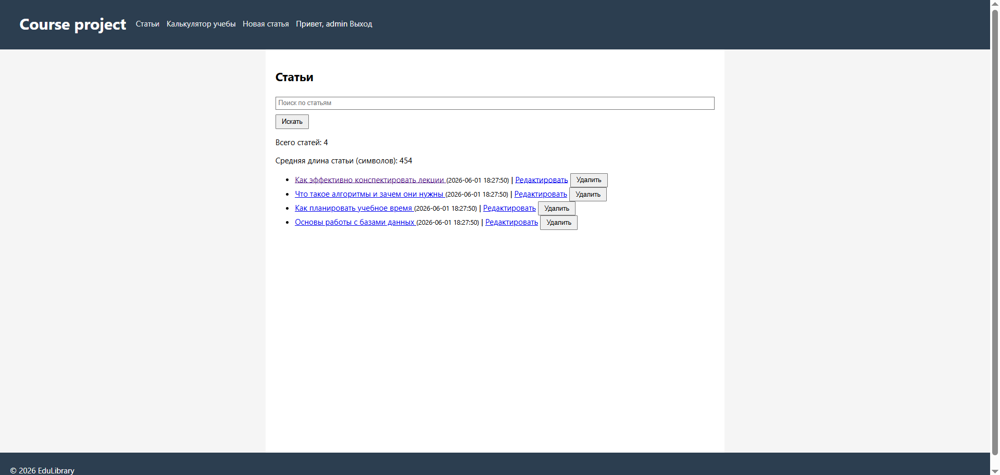 Course project Статьи Калькулятор учебы Новая статья Привет, admin Выход
Статьи
Поиск по статьям
Искать
Всего статей: 4
Средняя длина статьи (символов): 454
Как эффективно конспектировать лекции (2026-06-01 18:27:50) | Редактировать Удалить
Что такое алгоритмы и зачем они нужны (2026-06-01 18:27:50) | Редактировать Удалить
Как планировать учебное время (2026-06-01 18:27:50) | Редактировать Удалить
Основы работы с базами данных (2026-06-01 18:27:50) | Редактировать Удалить
© 2026 EduLibrary